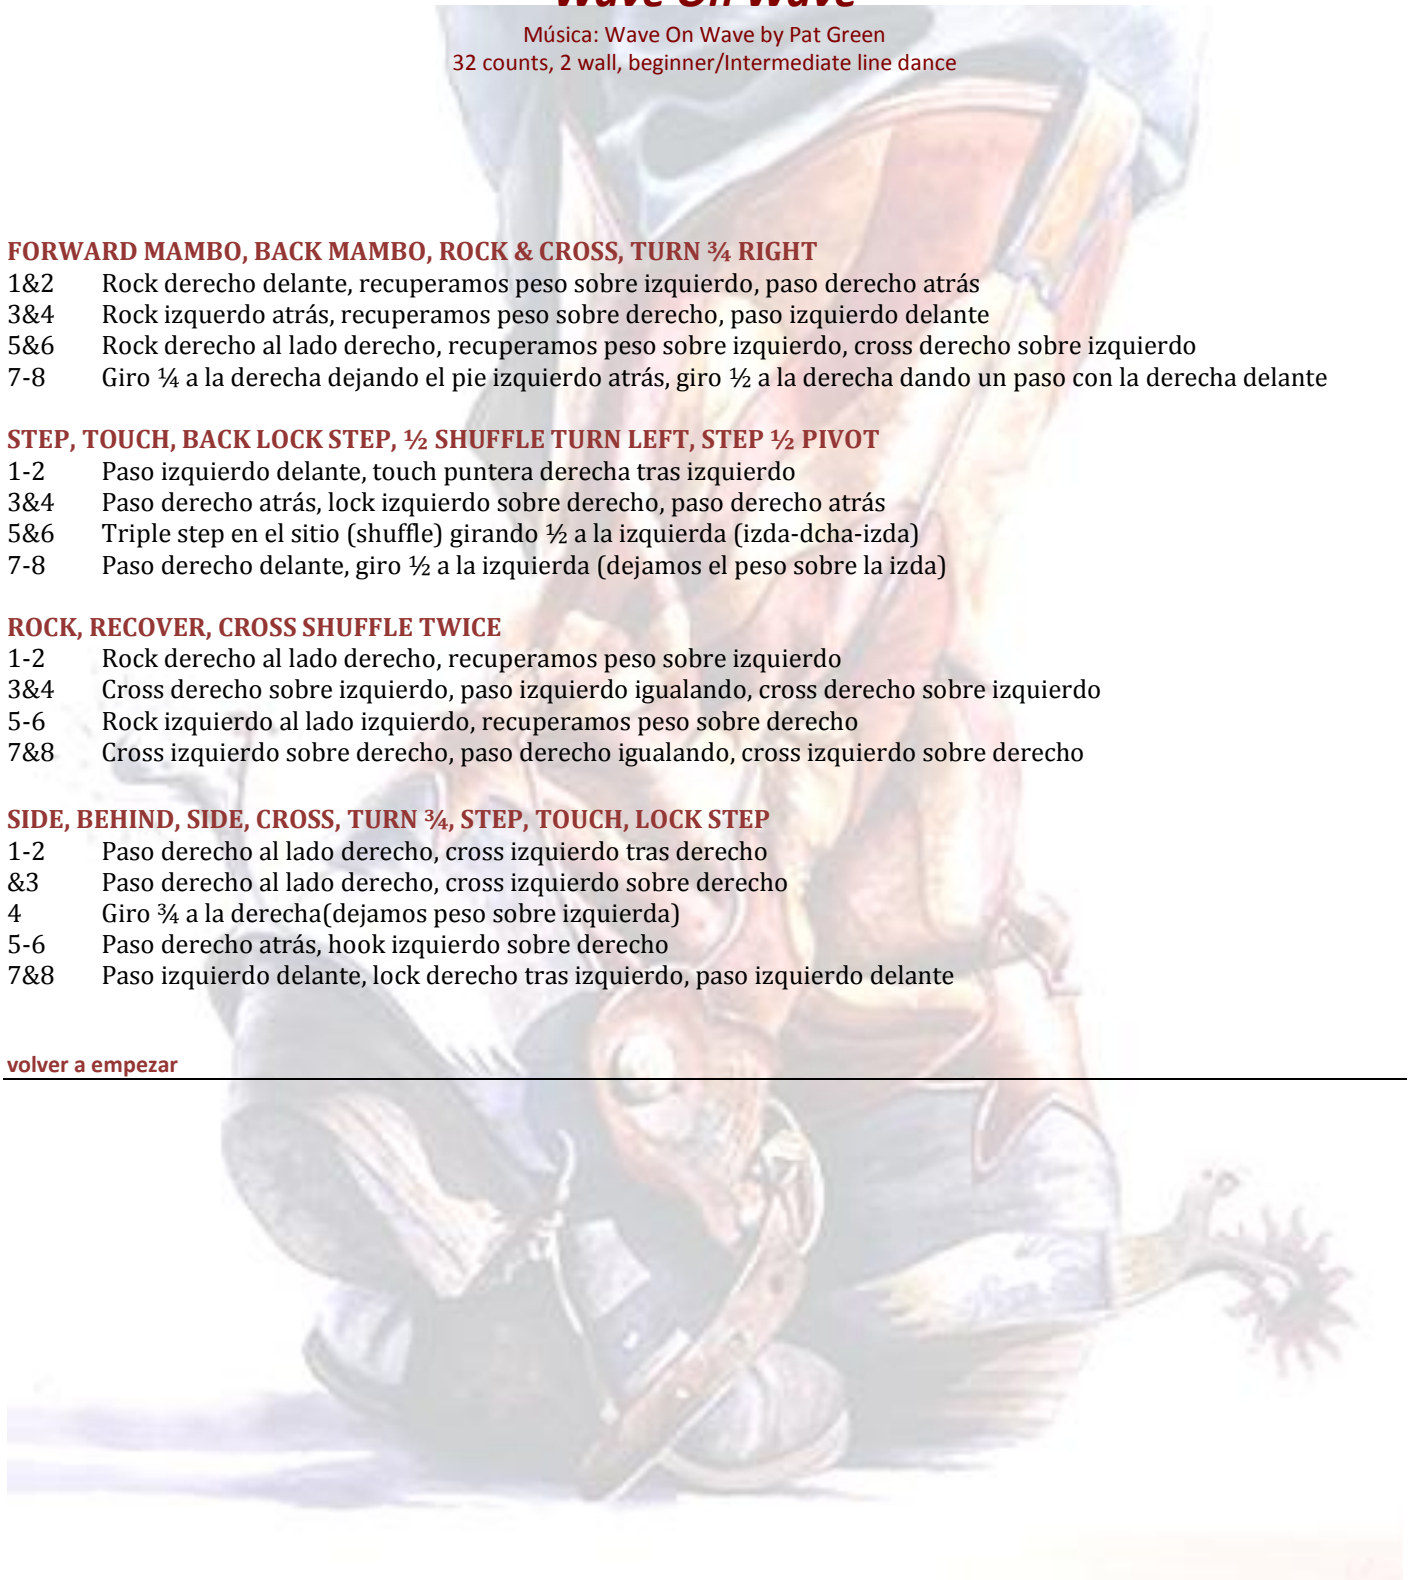 Wave On Wave
Música: Wave On Wave by Pat Green
32 counts, 2 wall, beginner/Intermediate line dance
FORWARD MAMBO, BACK MAMBO, ROCK & CROSS, TURN ¾ RIGHT
1&2 Rock derecho delante, recuperamos peso sobre izquierdo, paso derecho atrás
3&4 Rock izquerdo atrás, recuperamos peso sobre derecho, paso izquierdo delante
5&6 Rock derecho al lado derecho, recuperamos peso sobre izquierdo, cross derecho sobre izquierdo
7-8 Giro ¼ a la derecha dejando el pie izquierdo atrás, giro ½ a la derecha dando un paso con la derecha delante
STEP, TOUCH, BACK LOCK STEP, ½ SHUFFLE TURN LEFT, STEP ½ PIVOT
1-2 Paso izquierdo delante, touch puntera derecha tras izquierdo
3&4 Paso derecho atrás, lock izquierdo sobre derecho, paso derecho atrás
5&6 Triple step en el sitio (shuffle) girando ½ a la izquierda (izda-dcha-izda)
7-8 Paso derecho delante, giro ½ a la izquierda (dejamos el peso sobre la izda)
ROCK, RECOVER, CROSS SHUFFLE TWICE
1-2 Rock derecho al lado derecho, recuperamos peso sobre izquierdo
3&4 Cross derecho sobre izquierdo, paso izquierdo igualando, cross derecho sobre izquierdo
5-6 Rock izquierdo al lado izquierdo, recuperamos peso sobre derecho
7&8 Cross izquierdo sobre derecho, paso derecho igualando, cross izquierdo sobre derecho
SIDE, BEHIND, SIDE, CROSS, TURN ¾, STEP, TOUCH, LOCK STEP
1-2 Paso derecho al lado derecho, cross izquierdo tras derecho
&3 Paso derecho al lado derecho, cross izquierdo sobre derecho
4 Giro ¾ a la derecha(dejamos peso sobre izquierda)
5-6 Paso derecho atrás, hook izquierdo sobre derecho
7&8 Paso izquierdo delante, lock derecho tras izquierdo, paso izquierdo delante
volver a empezar